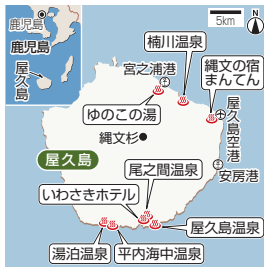 鹿児島
鹿児島
屋久島
5km
N
楠川温泉
宮之浦港
縄文の宿
まんてん
ゆのこの湯
縄文杉
屋久島空港
屋久島
安房港
尾之間温泉
いわさきホテル
屋久島温泉
湯泊温泉
平内海中温泉